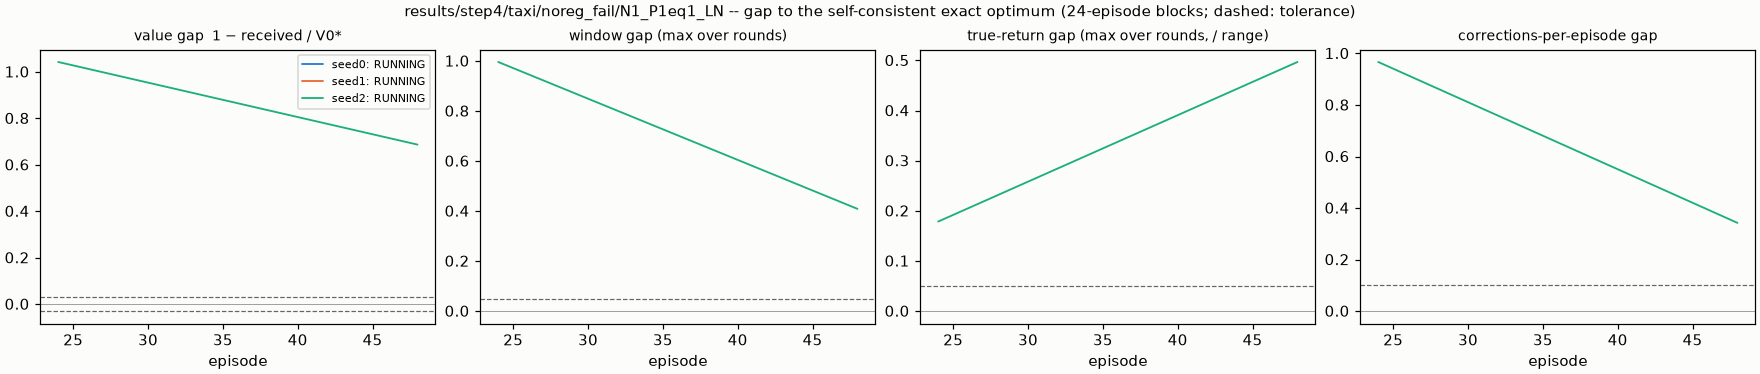 results/step4/taxi/noreg_fail/N1_P1eq1_LN -- gap to the self-consistent exact optimum (24-episode blocks; dashed: tolerance)
value gap 1 − received / V0*
seed0: RUNNING
seed1: RUNNING
seed2: RUNNING
1.0
0.8
0.6
0.4
0.2
0.0
25 30 35 40 45
episode
window gap (max over rounds)
1.0
0.8
0.6
0.4
0.2
0.0
25 30 35 40 45
episode
true-return gap (max over rounds, / range)
0.5
0.4
0.3
0.2
0.1
0.0
25 30 35 40 45
episode
corrections-per-episode gap
1.0
0.8
0.6
0.4
0.2
0.0
25 30 35 40 45
episode